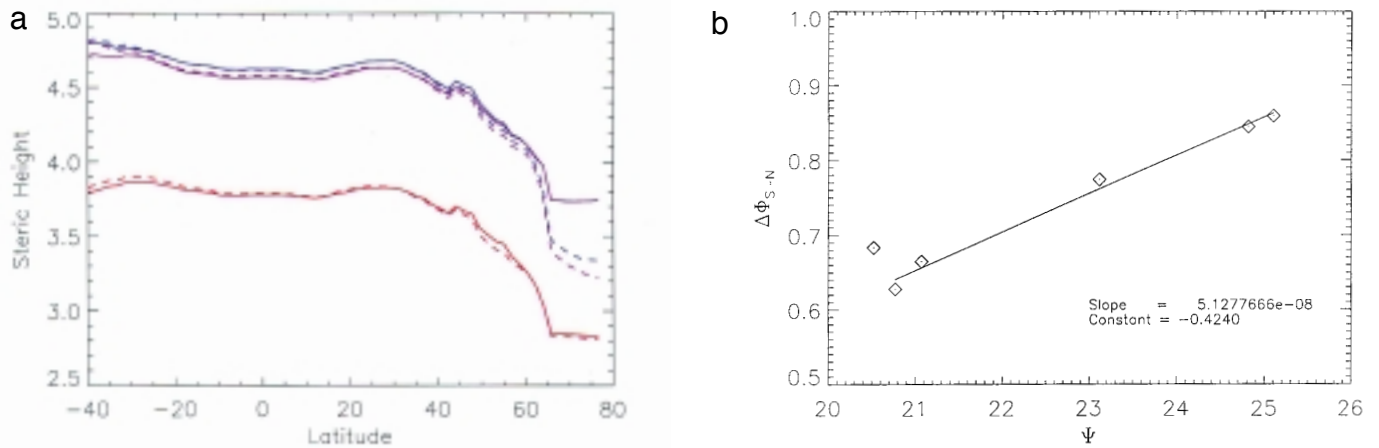 a
5.0
4.5
4.0
3.5
3.0
2.5
Steric Height
-40 -20 0 20 40 60 80
Latitude
b
1.0
0.9
0.8
0.7
0.6
0.5
ΔΦS-N
Slope = 5.1277666e-08
Constant = -0.4240
20 21 22 23 24 25 26
Ψ